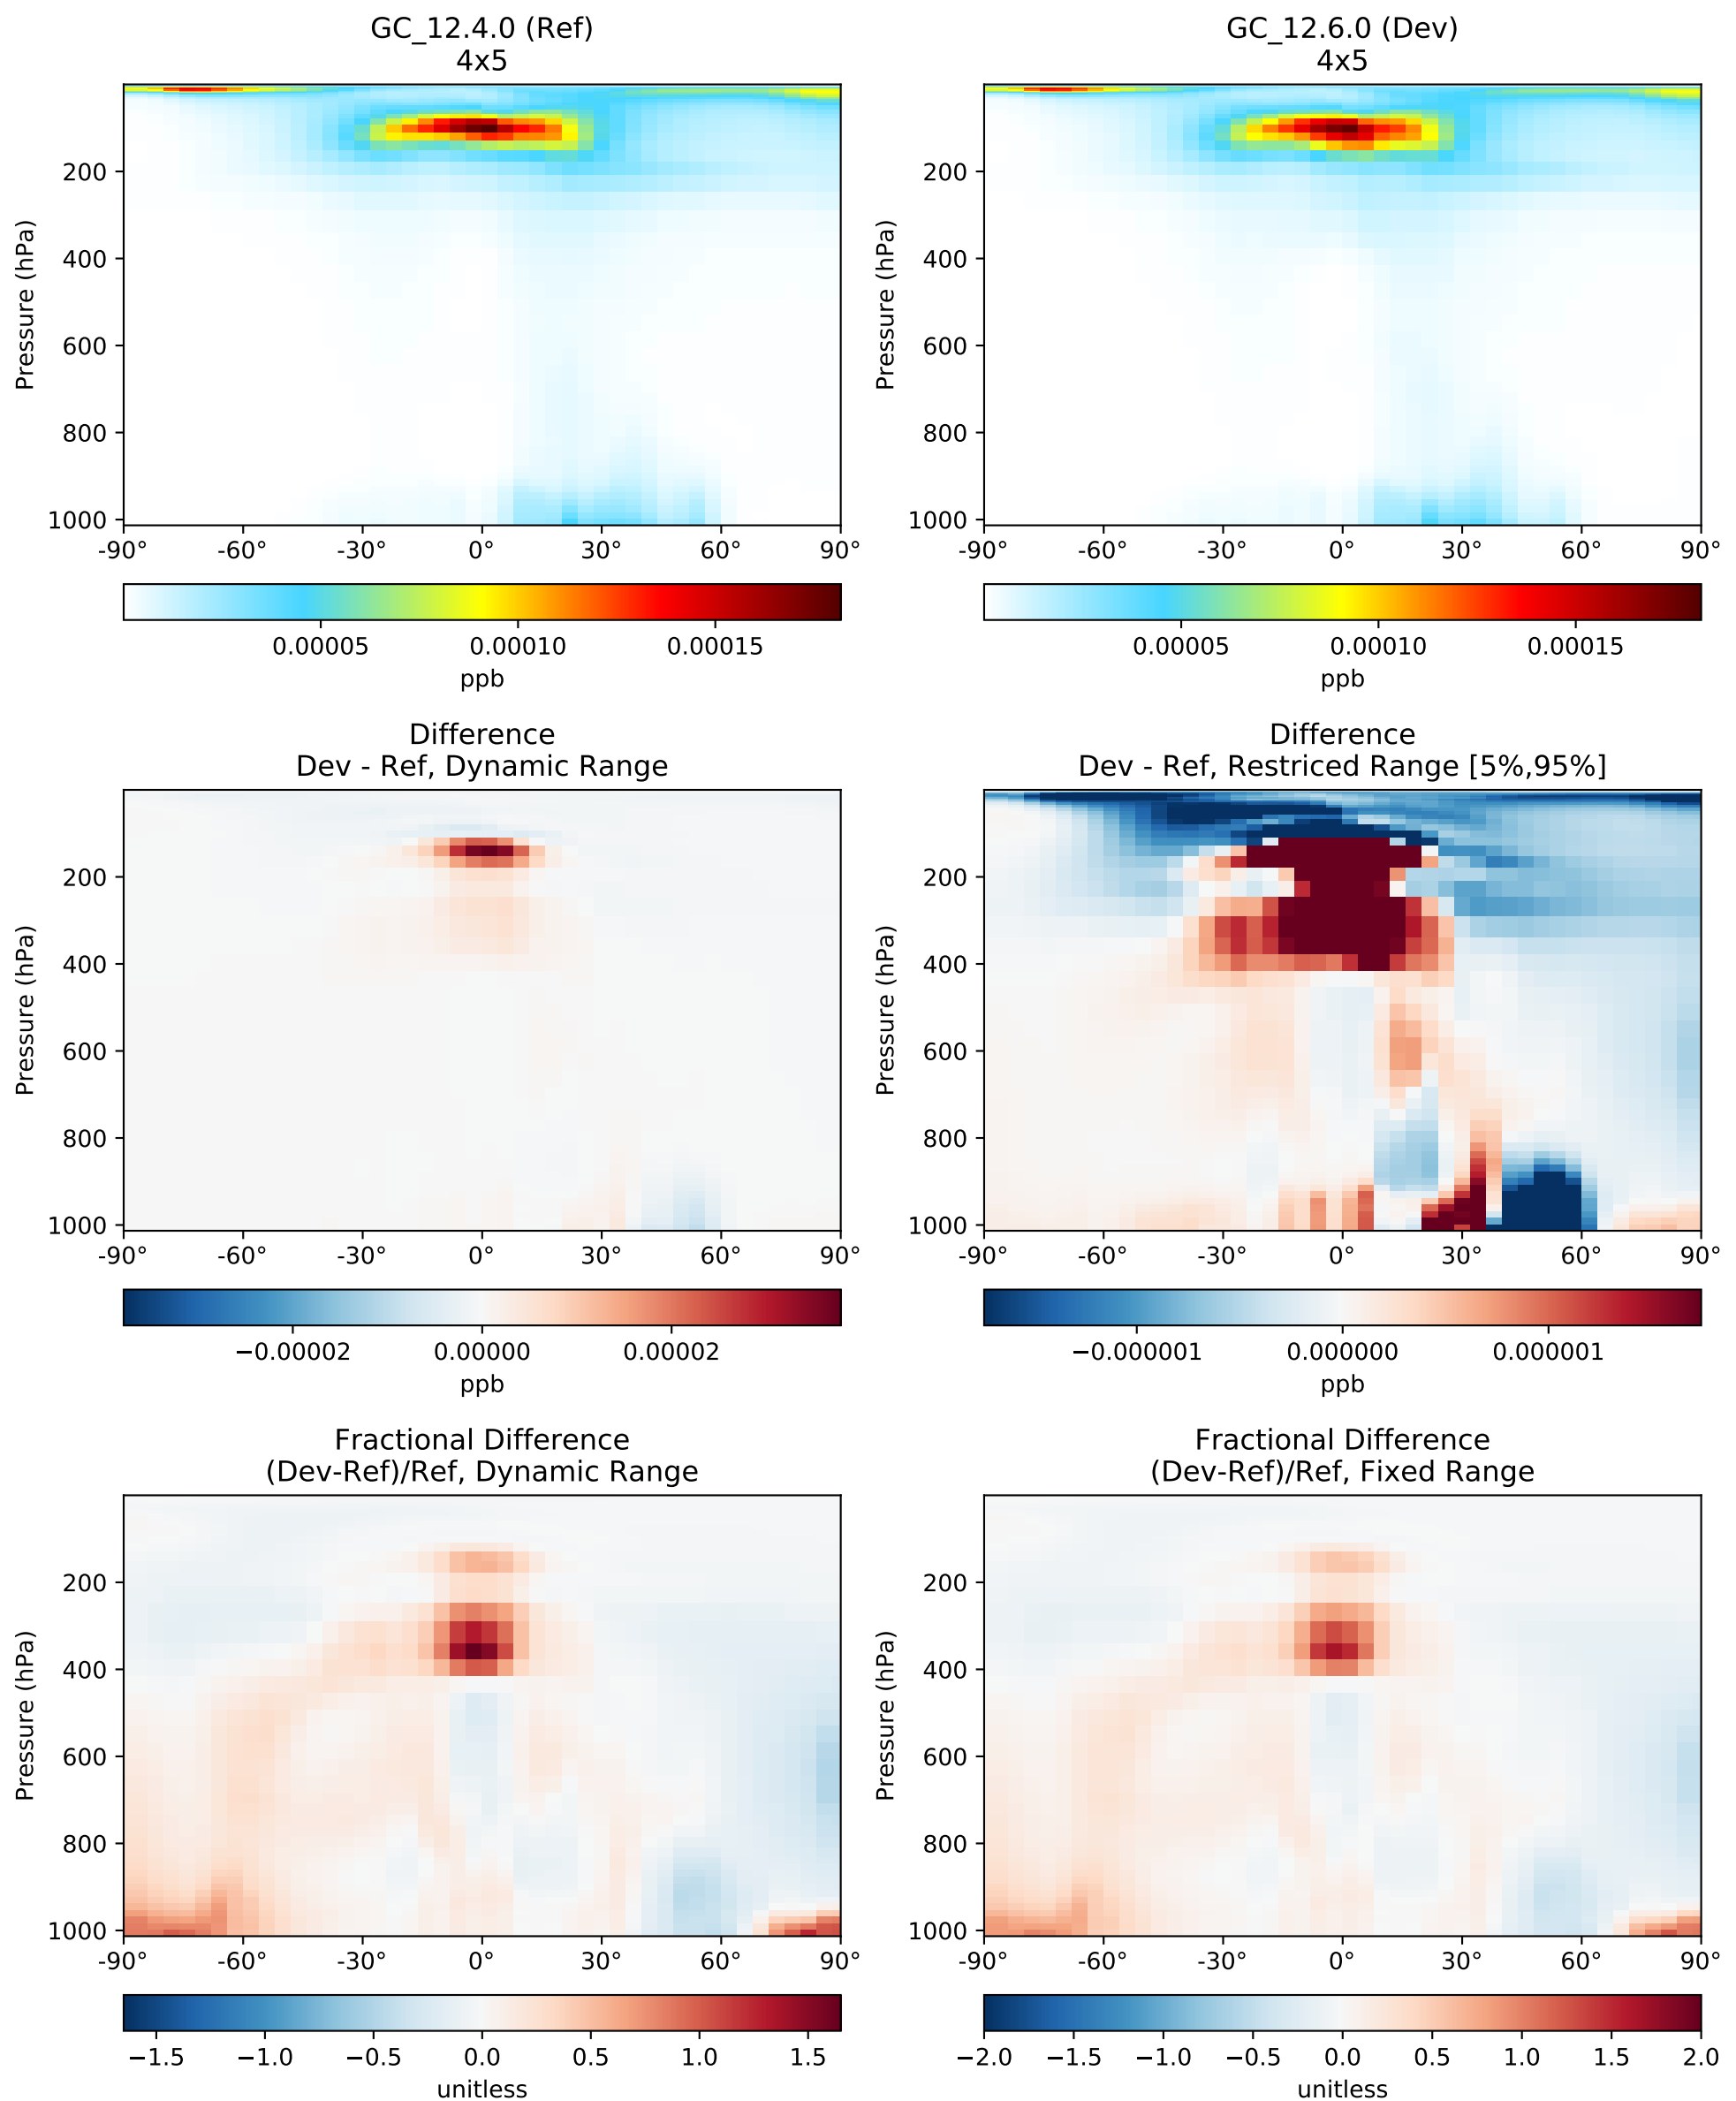 GC_12.4.0 (Ref)
4x5
Pressure (hPa)
200
400
600
800
1000
-90° -60° -30° 0° 30° 60° 90°
0.00005 0.00010 0.00015
ppb
GC_12.6.0 (Dev)
4x5
Pressure (hPa)
200
400
600
800
1000
-90° -60° -30° 0° 30° 60° 90°
0.00005 0.00010 0.00015
ppb
Difference
Dev - Ref, Dynamic Range
Pressure (hPa)
200
400
600
800
1000
-90° -60° -30° 0° 30° 60° 90°
−0.00002 0.00000 0.00002
ppb
Difference
Dev - Ref, Restriced Range [5%,95%]
Pressure (hPa)
200
400
600
800
1000
-90° -60° -30° 0° 30° 60° 90°
−0.000001 0.000000 0.000001
ppb
Fractional Difference
(Dev-Ref)/Ref, Dynamic Range
Pressure (hPa)
200
400
600
800
1000
-90° -60° -30° 0° 30° 60° 90°
−1.5 −1.0 −0.5 0.0 0.5 1.0 1.5
unitless
Fractional Difference
(Dev-Ref)/Ref, Fixed Range
Pressure (hPa)
200
400
600
800
1000
-90° -60° -30° 0° 30° 60° 90°
−2.0 −1.5 −1.0 −0.5 0.0 0.5 1.0 1.5 2.0
unitless